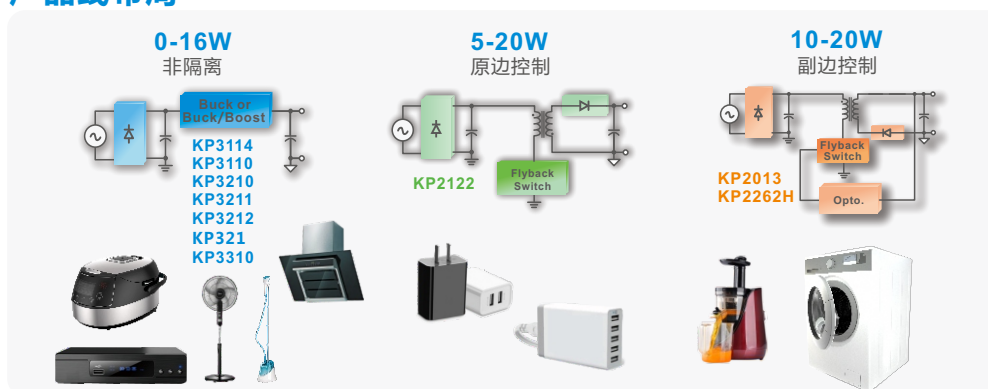 0-16W
非隔离
Buck or
Buck/Boost
KP3114
KP3110
KP3210
KP3211
KP3212
KP321
KP3310
5-20W
原边控制
KP2122
Flyback
Switch
10-20W
副边控制
Flyback
Switch
KP2013
KP2262H
Opto.